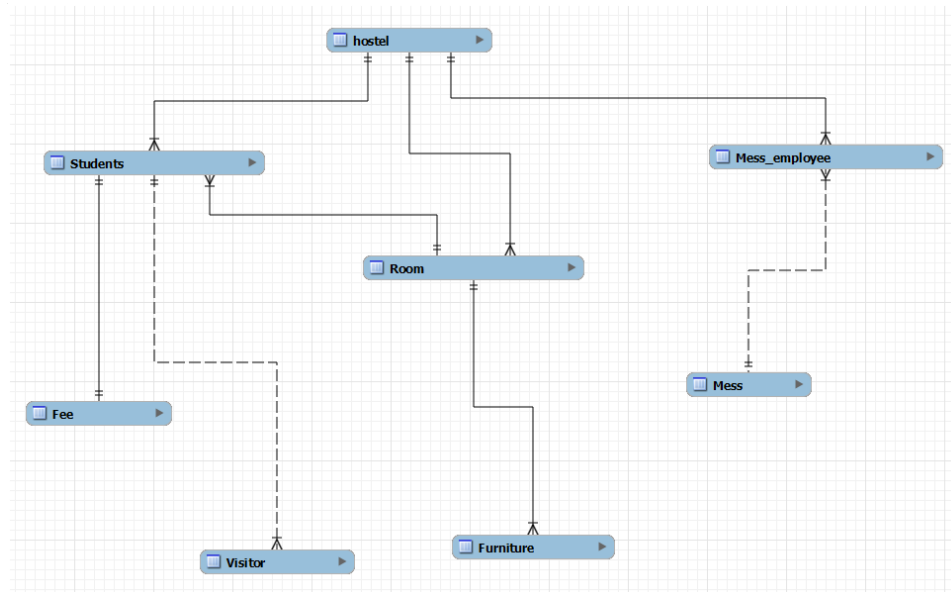 hostel
Students
Mess_employee
Room
Mess
Fee
Furniture
Visitor